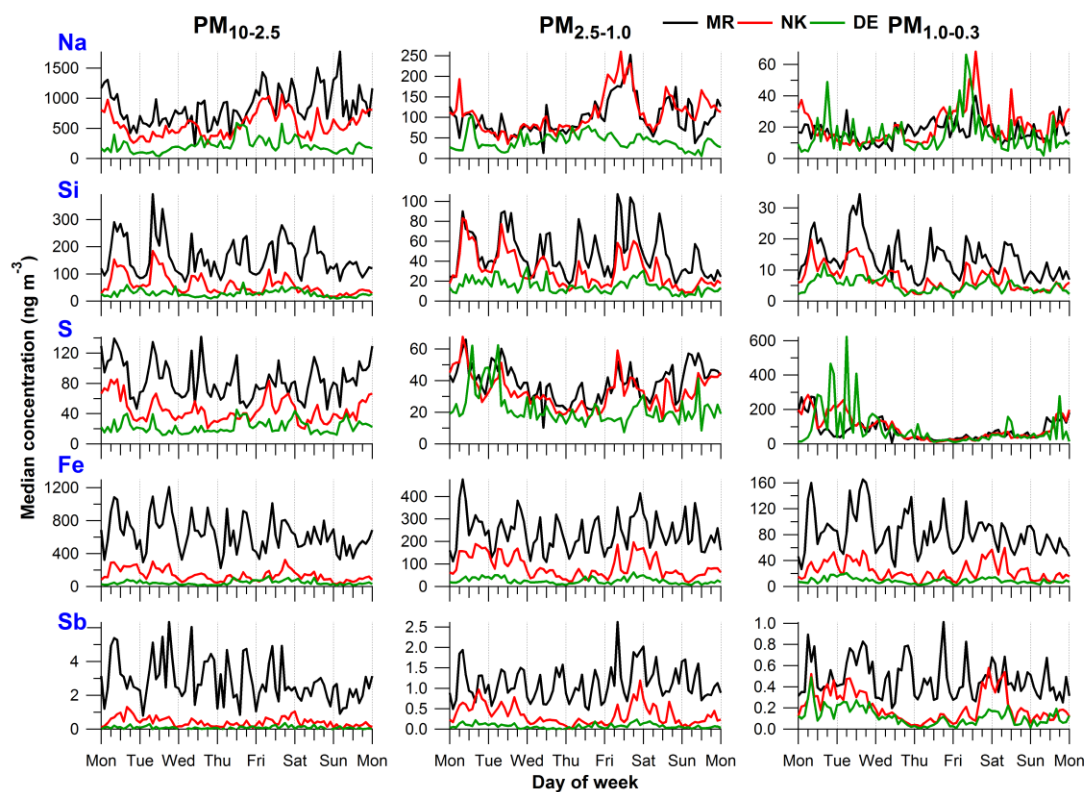 PM10-2.5 PM2.5-1.0 MR NK DE PM1.0-0.3
Na
1500 1000 500 0
250 200 150 100 50 0
60 40 20 0
Si
300 200 100 0
100 80 60 40 20 0
30 20 10 0
S
120 80 40 0
60 40 20 0
600 400 200 0
Fe
1200 800 400 0
400 300 200 100 0
160 120 80 40 0
Sb
4 2 0
2.5 2.0 1.5 1.0 0.5 0.0
1.0 0.8 0.6 0.4 0.2 0.0
Mon Tue Wed Thu Fri Sat Sun Mon
Mon Tue Wed Thu Fri Sat Sun Mon
Mon Tue Wed Thu Fri Sat Sun Mon
Day of week
Median concentration (ng m-3)